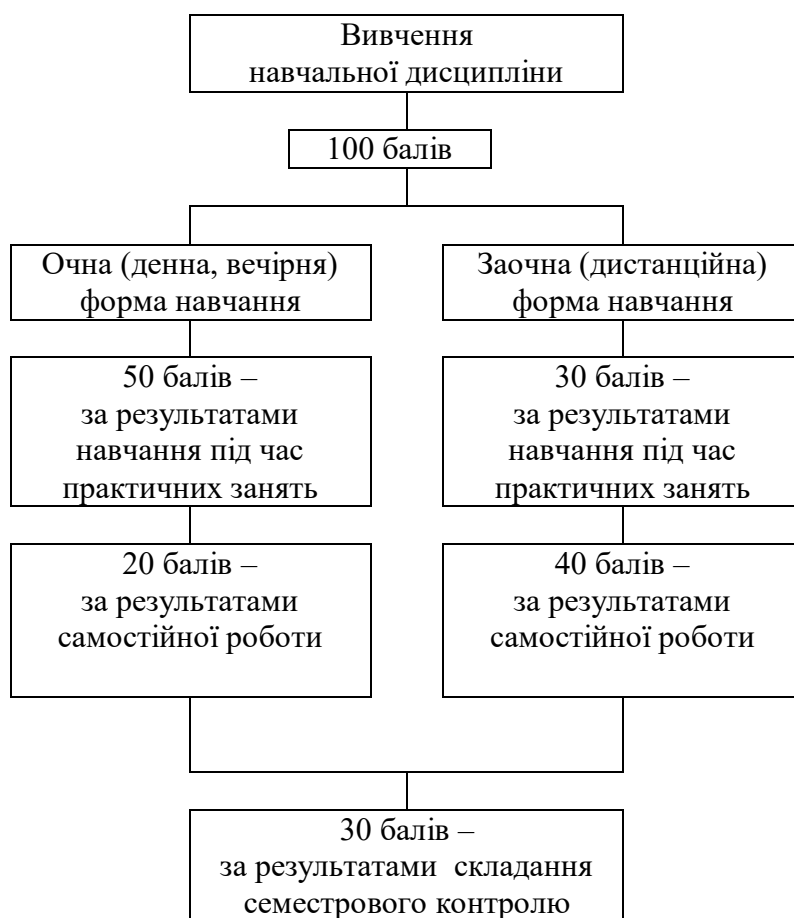 Вивчення
навчальної дисципліни
100 балів
Очна (денна, вечірня)
форма навчання
Заочна (дистанційна)
форма навчання
50 балів –
за результатами
навчання під час
практичних занять
30 балів –
за результатами
навчання під час
практичних занять
20 балів –
за результатами
самостійної роботи
40 балів –
за результатами
самостійної роботи
30 балів –
за результатами складання
семестрового контролю